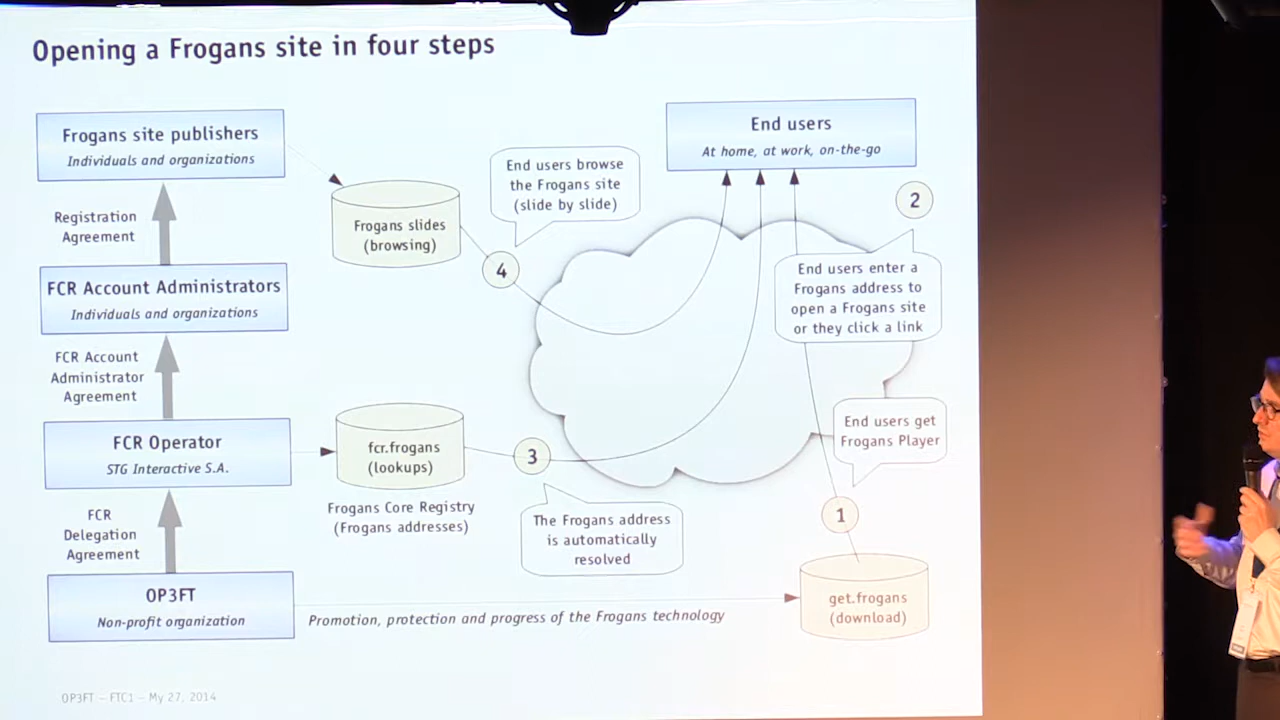 Opening a Frogans site in four steps
Frogans site publishers
Individuals and organizations
Registration
Agreement
FCR Account Administrators
Individuals and organizations
FCR Account
Administrator
Agreement
FCR Operator
STG Interactive S.A.
FCR
Delegation
Agreement
OP3FT
Non-profit organization
Frogans slides
(browsing)
End users browse
the Frogans site
(slide by slide)
4
End users
At home, at work, on-the-go
2
End users enter a
Frogans address to
open a Frogans site
or they click a link
fcr.frogans
(lookups)
Frogans Core Registry
(Frogans addresses)
3
The Frogans address
is automatically
resolved
End users get
Frogans Player
1
get.frogans
(download)
Promotion, protection and progress of the Frogans technology
OP3FT – FTC1 – My 27, 2014